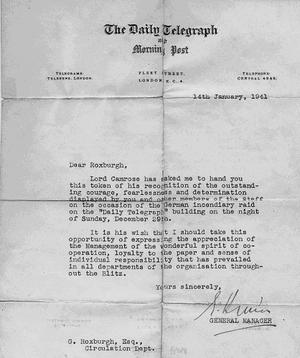 The Daily Telegraph
and
Morning Post
TELEGRAMS:
TELENEWS, LONDON.
FLEET STREET,
LONDON, E.C.4.
TELEPHONE:
CENTRAL 4242.
14th January, 1941
Dear Roxburgh,
Lord Camrose has asked me to hand you
this token of his recognition of the outstand-
ing courage, fearlessness and determination
displayed by you and other members of the Staff
on the occasion of the German incendiary raid
on the "Daily Telegraph" building on the night
of Sunday, December 29th.
It is his wish that I should take this
opportunity of expressing the appreciation of
the Management of the wonderful spirit of co-
operation, loyalty to the paper and sense of
individual responsibility that has prevailed
in all departments of the organisation through-
out the Blitz.
Yours sincerely,
GENERAL MANAGER
G. Roxburgh, Esq.,
Circulation Dept.